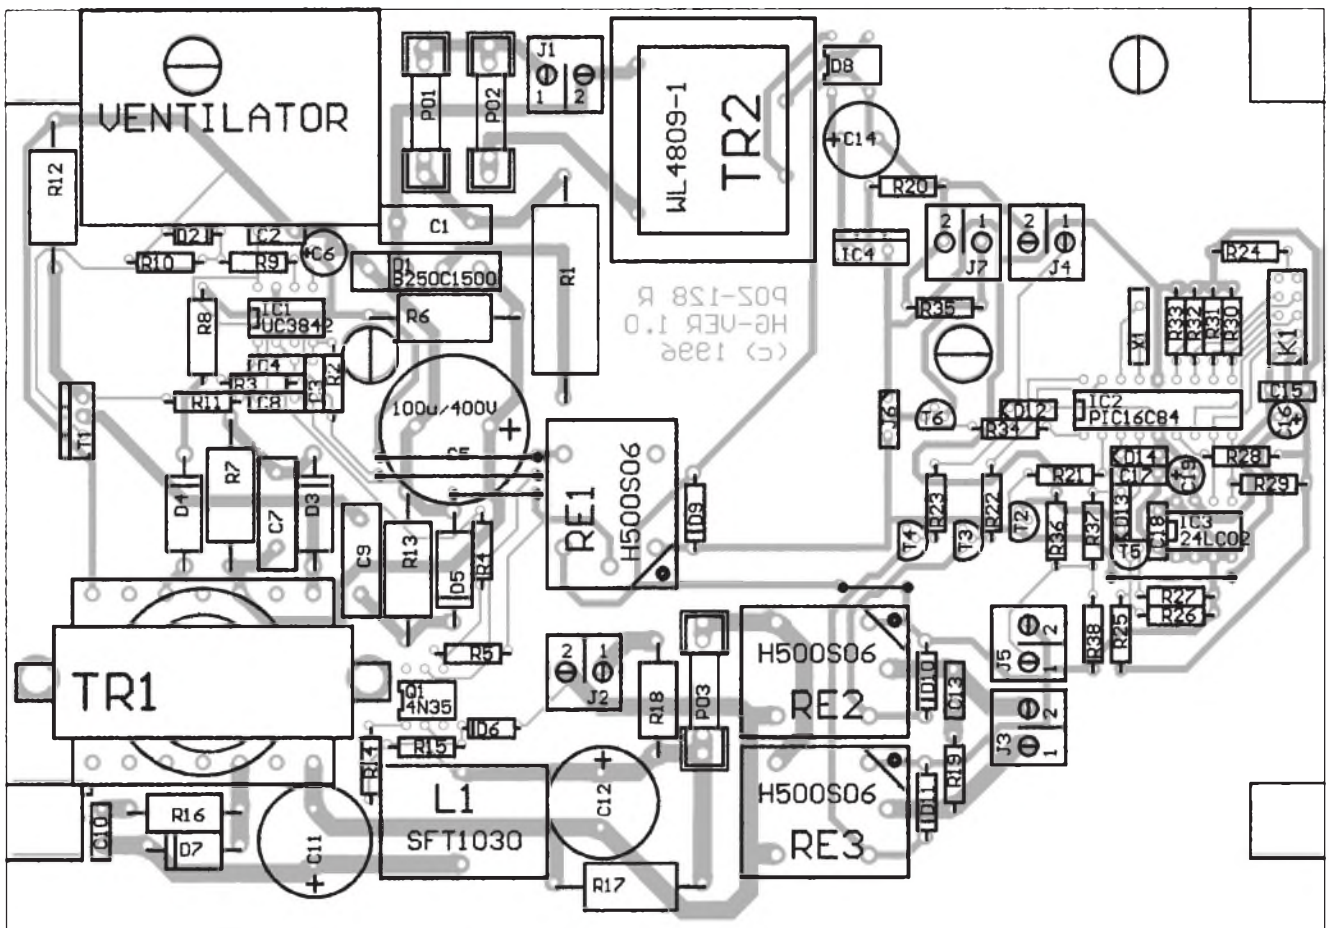 J1
1 2
D8
PO1
PO2
VENTILATOR
WL4809-1
TR2
C14
R12
R20
C1
2 1
2 1
D2
C2
C6
IC4
J7
J4
R24
R10
R9
D1
B250C1500
R1
POZ-128 R
HG-VER 1.0
(c) 1996
R8
IC1
UC3842
R6
R35
X1
R33
R32
R31
R30
K1
C4
R3
C3
R2
R11
C8
100u/400V
C5
T1
J6
T6
D12
R34
IC2
PIC16C84
C15
C16
R7
D4
C7
D3
RE1
H500S06
D9
R23
R22
R21
D14
C17
C19
R28
R29
C9
R13
D5
R4
T4
T3
T2
R36
R37
D13
T5
C18
IC3
24LC02
R27
R26
R5
2 1
J2
R18
PO3
H500S06
RE2
D10
C13
J5
2
1
R38
R25
TR1
Q1
4N35
D6
R15
R14
J3
2
1
L1
SFT1030
C12
H500S06
RE3
D11
R19
C10
R16
D7
C11
R17